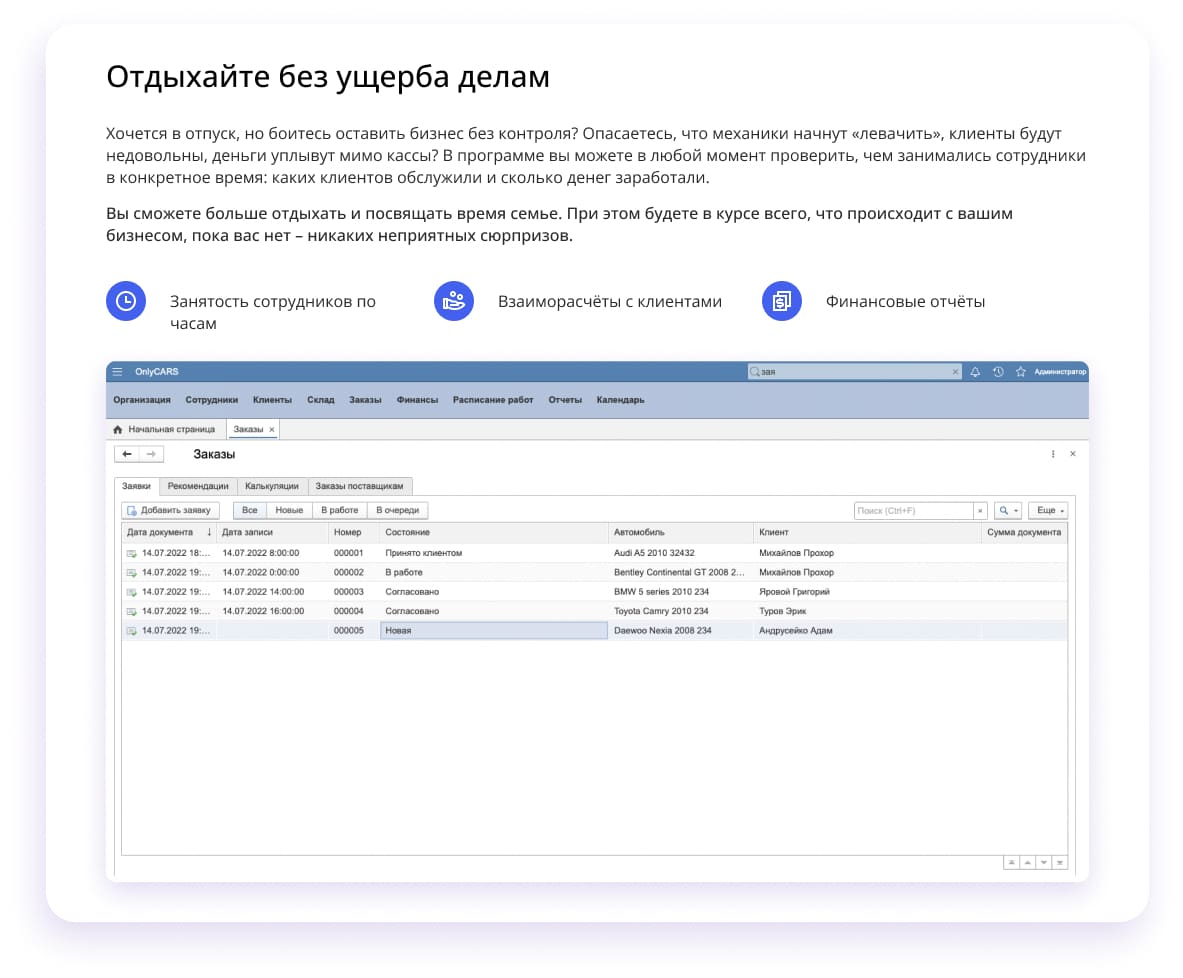 Отдыхайте без ущерба делам
Хочется в отпуск, но боитесь оставить бизнес без контроля? Опасаетесь, что механики начнут «левачить», клиенты будут
недовольны, деньги уплывут мимо кассы? В программе вы можете в любой момент проверить, чем занимались сотрудники
в конкретное время: каких клиентов обслужили и сколько денег заработали.
Вы сможете больше отдыхать и посвящать время семье. При этом будете в курсе всего, что происходит с вашим
бизнесом, пока вас нет – никаких неприятных сюрпризов.
Занятость сотрудников по
часам
Взаиморасчёты с клиентами
Финансовые отчёты
OnlyCARS зая Администратор
Организация Сотрудники Клиенты Склад Заказы Финансы Расписание работ Отчеты Календарь
Начальная страница Заказы
Заказы
Заявки Рекомендации Калькуляции Заказы поставщикам
Добавить заявку Все Новые В работе В очереди Поиск (Ctrl+F) Еще
Дата документа Дата записи Номер Состояние Автомобиль Клиент Сумма документа
14.07.2022 18:... 14.07.2022 8:00:00 000001 Принято клиентом Audi A5 2010 32432 Михайлов Прохор
14.07.2022 19:... 14.07.2022 0:00:00 000002 В работе Bentley Continental GT 2008 2... Михайлов Прохор
14.07.2022 19:... 14.07.2022 14:00:00 000003 Согласовано BMW 5 series 2010 234 Яровой Григорий
14.07.2022 19:... 14.07.2022 16:00:00 000004 Согласовано Toyota Camry 2010 234 Туров Эрик
14.07.2022 19:... 000005 Новая Daewoo Nexia 2008 234 Андрусейко Адам